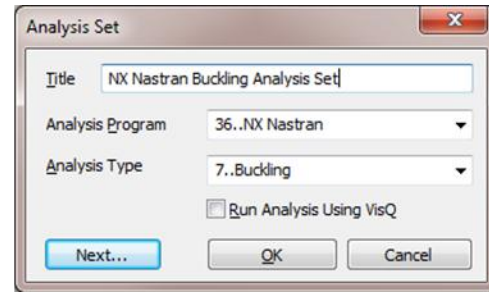 Analysis Set
Title NX Nastran Buckling Analysis Set
Analysis Program 36..NX Nastran
Analysis Type 7..Buckling
Run Analysis Using VisQ
Next... OK Cancel